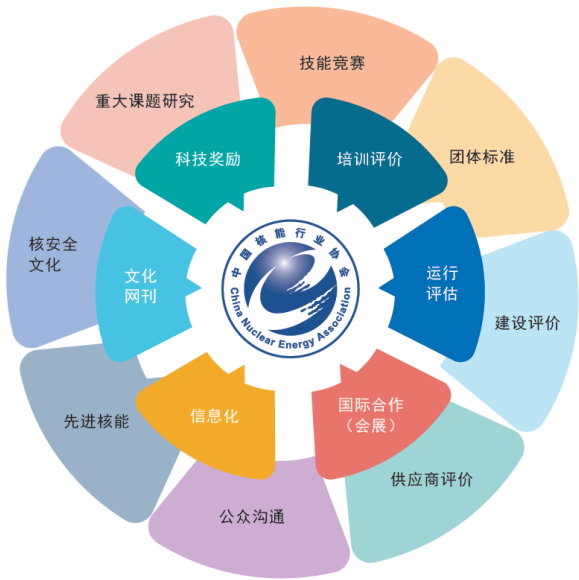 技能竞赛
重大课题研究
团体标准
科技奖励
培训评价
核安全
文化
文化
网刊
中国核能行业协会
China Nuclear Energy Association
运行
评估
建设评价
先进核能
信息化
国际合作
（会展）
供应商评价
公众沟通